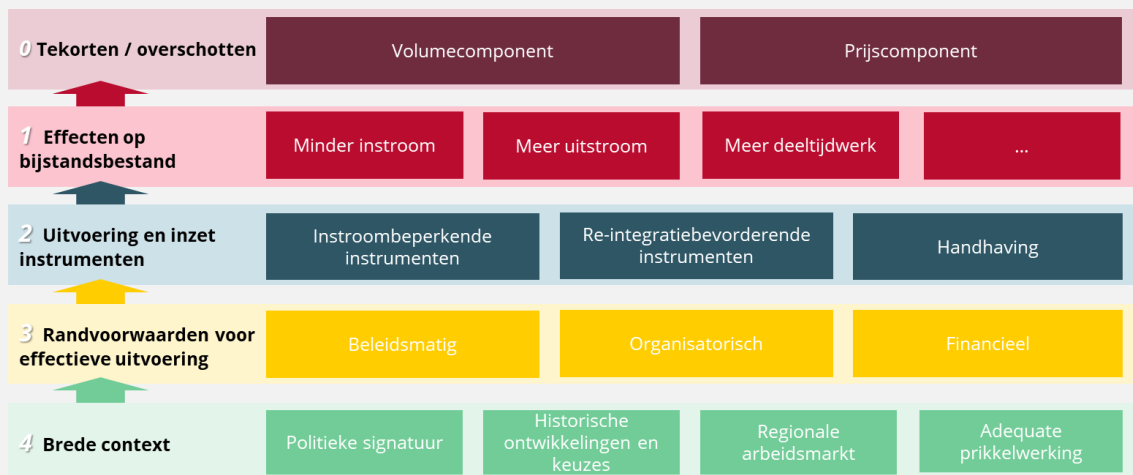 0 Tekorten / overschotten
Volumecomponent
Prijscomponent
1 Effecten op
bijstandsbestand
Minder instroom
Meer uitstroom
Meer deeltijdwerk
...
2 Uitvoering en inzet
instrumenten
Instroombeperkende
instrumenten
Re-integratiebevorderende
instrumenten
Handhaving
3 Randvoorwaarden voor
effectieve uitvoering
Beleidsmatig
Organisatorisch
Financieel
4 Brede context
Politieke signatuur
Historische
ontwikkelingen en
keuzes
Regionale
arbeidsmarkt
Adequate
prikkelwerking